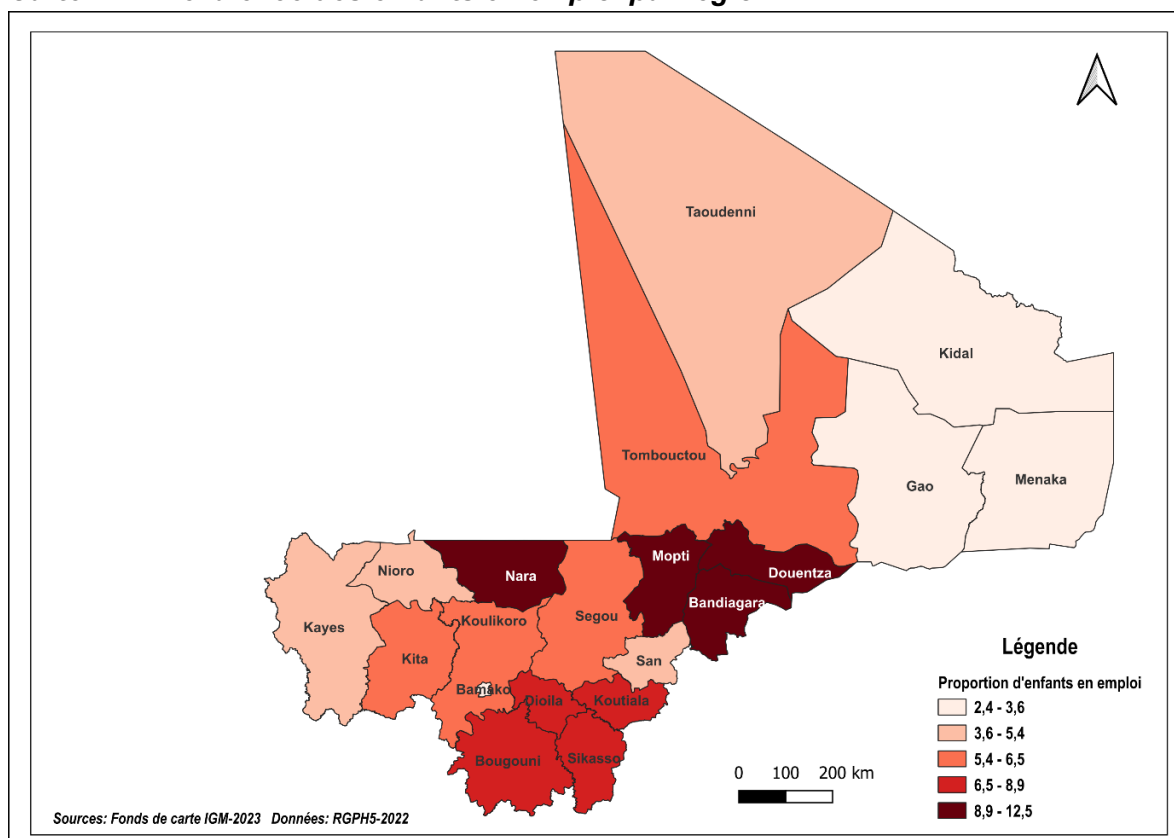 Taoudenni
Kidal
Tombouctou
Gao
Menaka
Mopti
Nioro
Nara
Douentza
Bandiagara
Kayes
Koulikoro
Segou
Kita
San
Bamako
Dioila
Koutiala
Bougouni
Sikasso
Légende
Proportion d'enfants en emploi
2,4 - 3,6
3,6 - 5,4
5,4 - 6,5
6,5 - 8,9
8,9 - 12,5
0 100 200 km
Sources: Fonds de carte IGM-2023 Données: RGPH5-2022